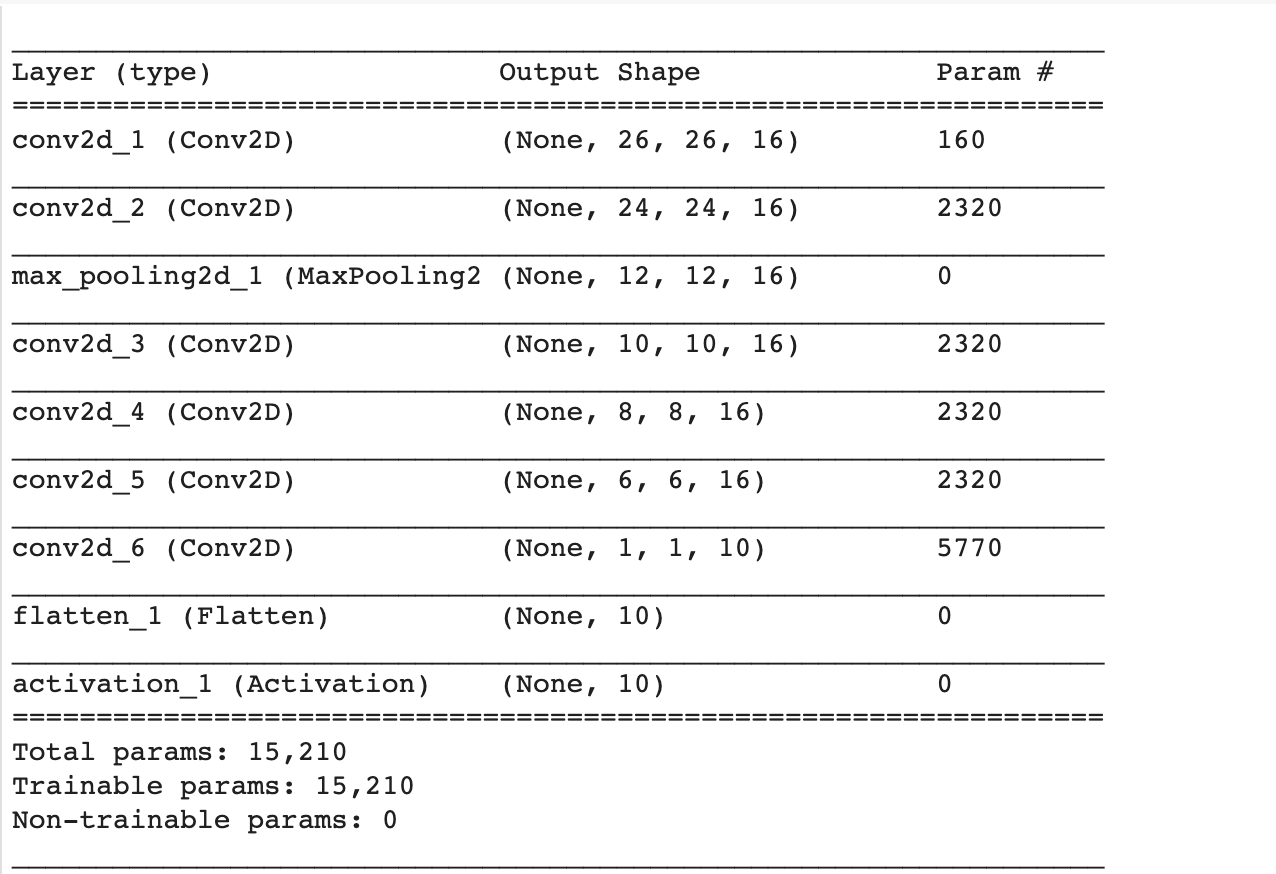 Layer (type) Output Shape Param #
=================================================================
conv2d_1 (Conv2D) (None, 26, 26, 16) 160
conv2d_2 (Conv2D) (None, 24, 24, 16) 2320
max_pooling2d_1 (MaxPooling2 (None, 12, 12, 16) 0
conv2d_3 (Conv2D) (None, 10, 10, 16) 2320
conv2d_4 (Conv2D) (None, 8, 8, 16) 2320
conv2d_5 (Conv2D) (None, 6, 6, 16) 2320
conv2d_6 (Conv2D) (None, 1, 1, 10) 5770
flatten_1 (Flatten) (None, 10) 0
activation_1 (Activation) (None, 10) 0
=================================================================
Total params: 15,210
Trainable params: 15,210
Non-trainable params: 0